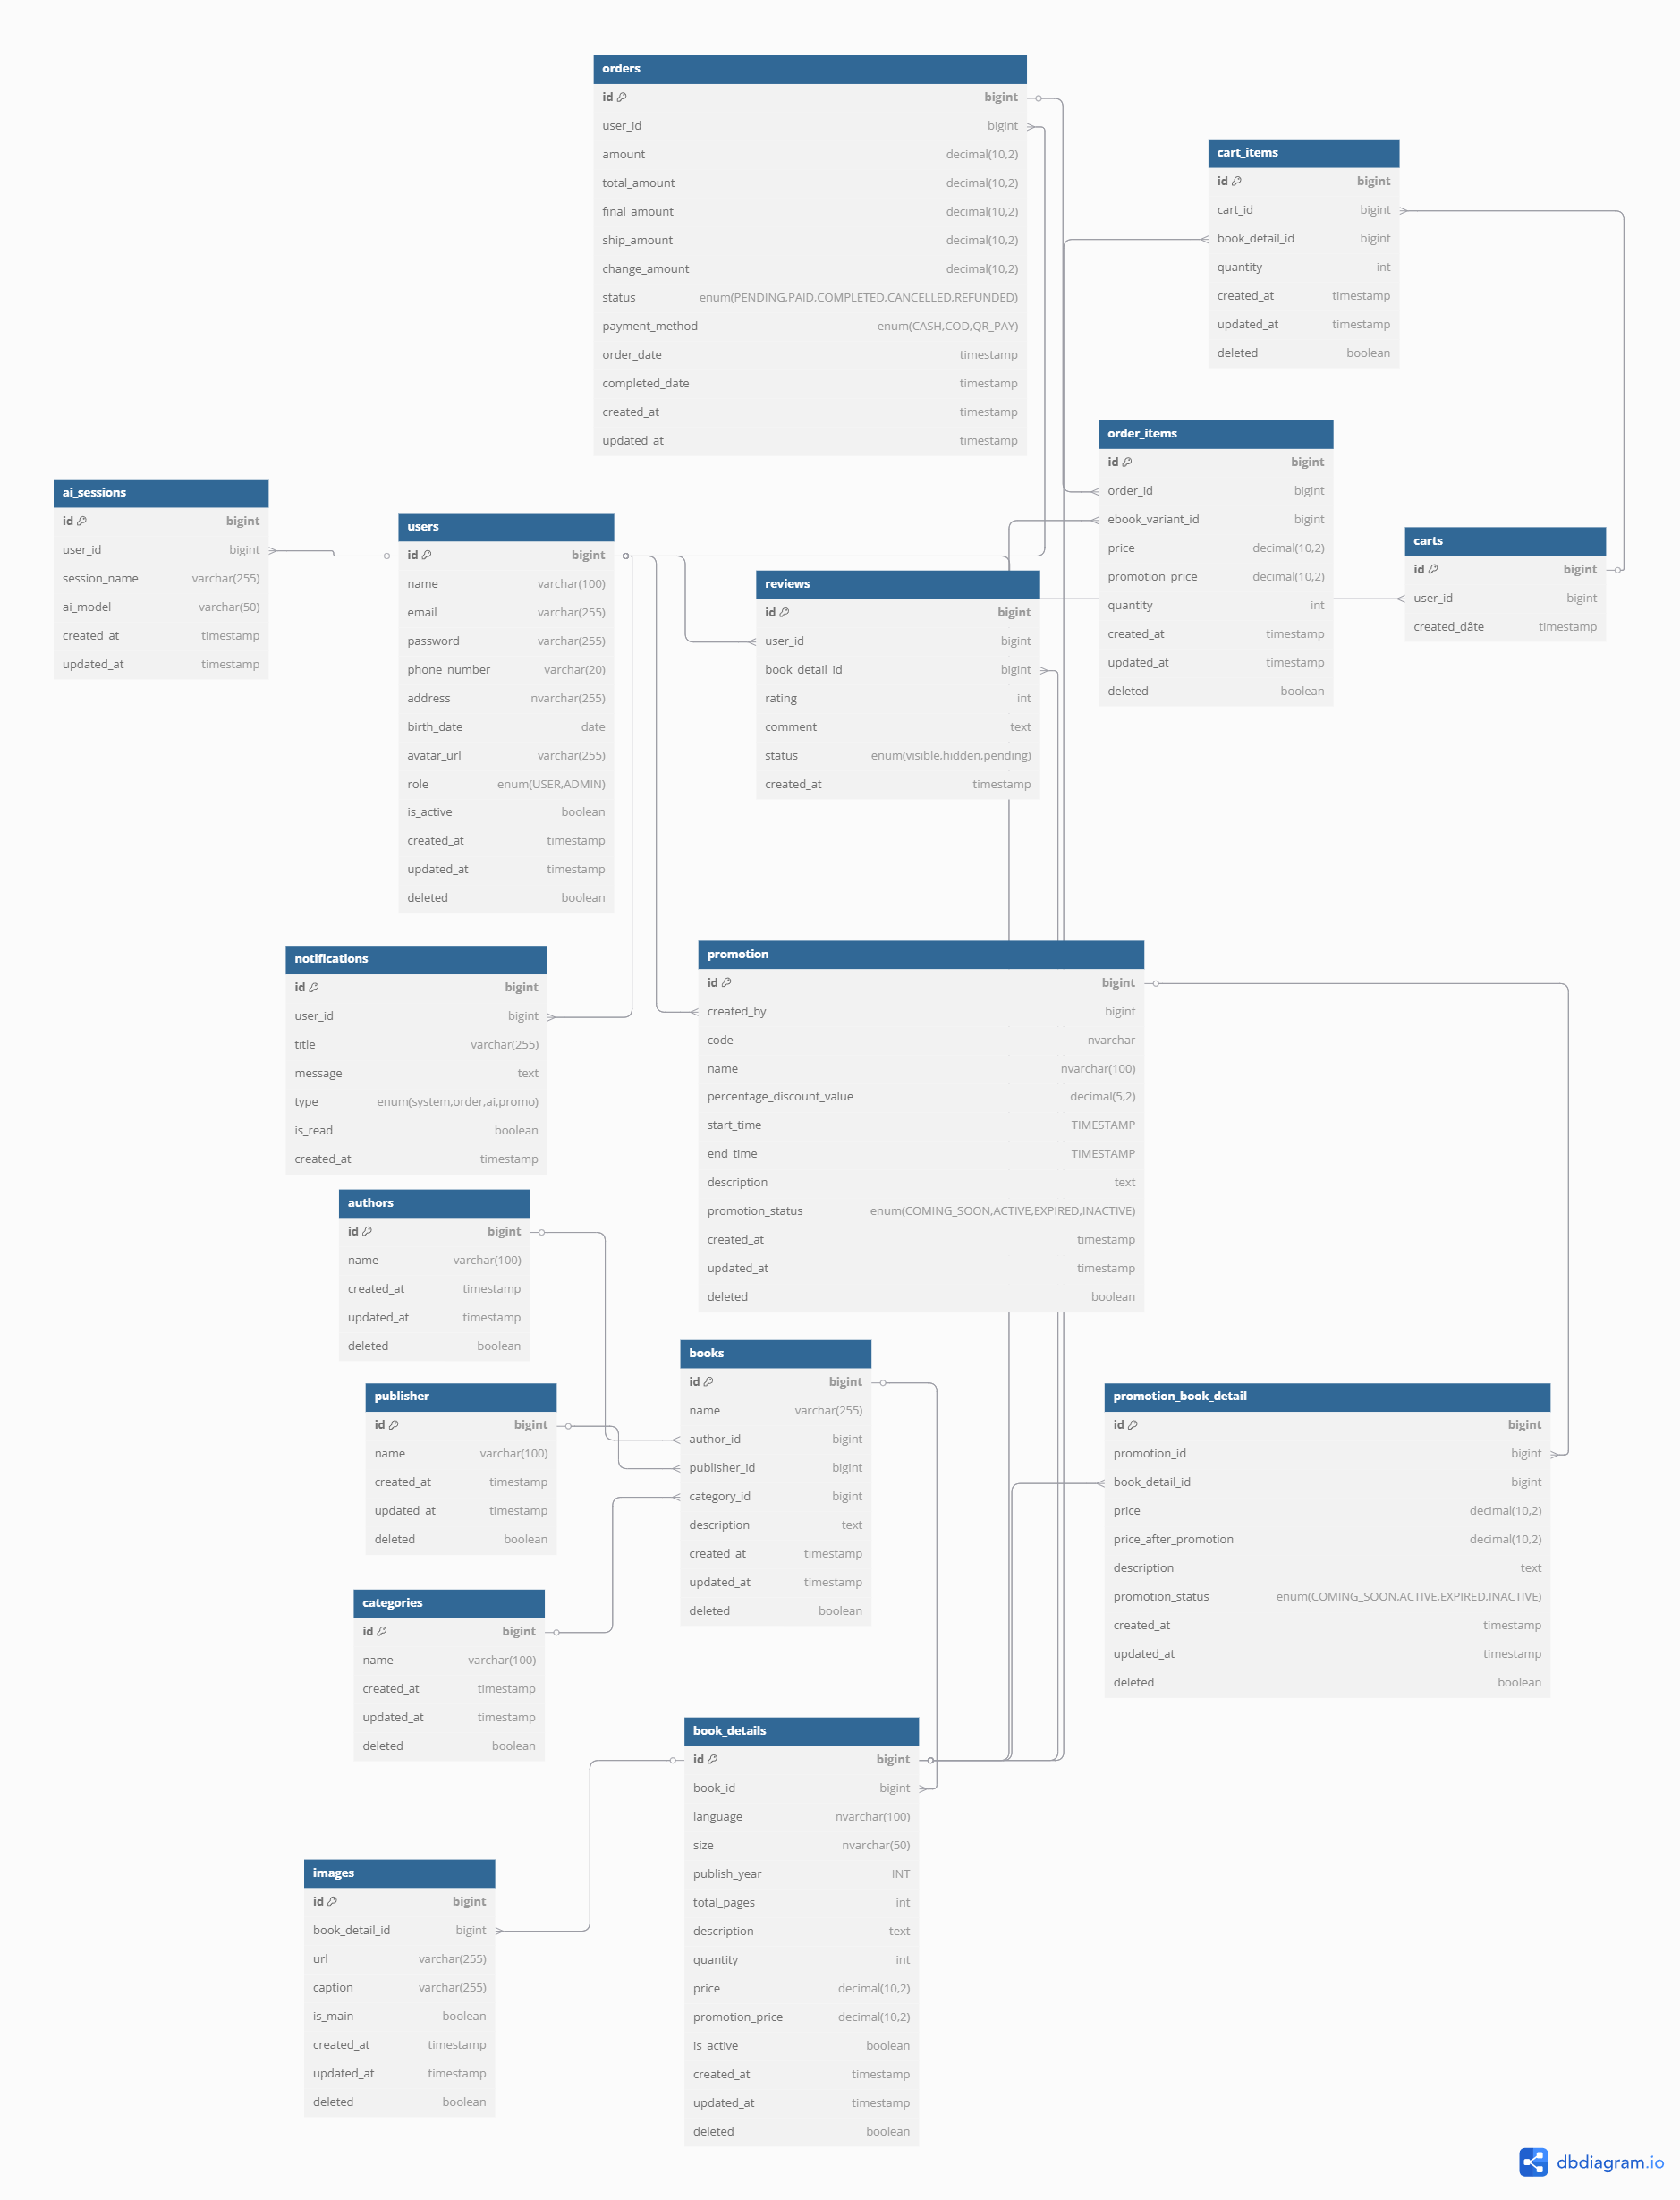 orders
id bigint
user_id bigint
amount decimal(10,2)
total_amount decimal(10,2)
final_amount decimal(10,2)
ship_amount decimal(10,2)
change_amount decimal(10,2)
status enum(PENDING,PAID,COMPLETED,CANCELLED,REFUNDED)
payment_method enum(CASH,COD,QR_PAY)
order_date timestamp
completed_date timestamp
created_at timestamp
updated_at timestamp
cart_items
id bigint
cart_id bigint
book_detail_id bigint
quantity int
created_at timestamp
updated_at timestamp
deleted boolean
order_items
id bigint
order_id bigint
ebook_variant_id bigint
price decimal(10,2)
promotion_price decimal(10,2)
quantity int
created_at timestamp
updated_at timestamp
deleted boolean
carts
id bigint
user_id bigint
created_dâte timestamp
ai_sessions
id bigint
user_id bigint
session_name varchar(255)
ai_model varchar(50)
created_at timestamp
updated_at timestamp
users
id bigint
name varchar(100)
email varchar(255)
password varchar(255)
phone_number varchar(20)
address nvarchar(255)
birth_date date
avatar_url varchar(255)
role enum(USER,ADMIN)
is_active boolean
created_at timestamp
updated_at timestamp
deleted boolean
reviews
id bigint
user_id bigint
book_detail_id bigint
rating int
comment text
status enum(visible,hidden,pending)
created_at timestamp
notifications
id bigint
user_id bigint
title varchar(255)
message text
type enum(system,order,ai,promo)
is_read boolean
created_at timestamp
promotion
id bigint
created_by bigint
code nvarchar
name nvarchar(100)
percentage_discount_value decimal(5,2)
start_time TIMESTAMP
end_time TIMESTAMP
description text
promotion_status enum(COMING_SOON,ACTIVE,EXPIRED,INACTIVE)
created_at timestamp
updated_at timestamp
deleted boolean
authors
id bigint
name varchar(100)
created_at timestamp
updated_at timestamp
deleted boolean
publisher
id bigint
name varchar(100)
created_at timestamp
updated_at timestamp
deleted boolean
books
id bigint
name varchar(255)
author_id bigint
publisher_id bigint
category_id bigint
description text
created_at timestamp
updated_at timestamp
deleted boolean
promotion_book_detail
id bigint
promotion_id bigint
book_detail_id bigint
price decimal(10,2)
price_after_promotion decimal(10,2)
description text
promotion_status enum(COMING_SOON,ACTIVE,EXPIRED,INACTIVE)
created_at timestamp
updated_at timestamp
deleted boolean
categories
id bigint
name varchar(100)
created_at timestamp
updated_at timestamp
deleted boolean
book_details
id bigint
book_id bigint
language nvarchar(100)
size nvarchar(50)
publish_year INT
total_pages int
description text
quantity int
price decimal(10,2)
promotion_price decimal(10,2)
is_active boolean
created_at timestamp
updated_at timestamp
deleted boolean
images
id bigint
book_detail_id bigint
url varchar(255)
caption varchar(255)
is_main boolean
created_at timestamp
updated_at timestamp
deleted boolean
dbdiagram.io